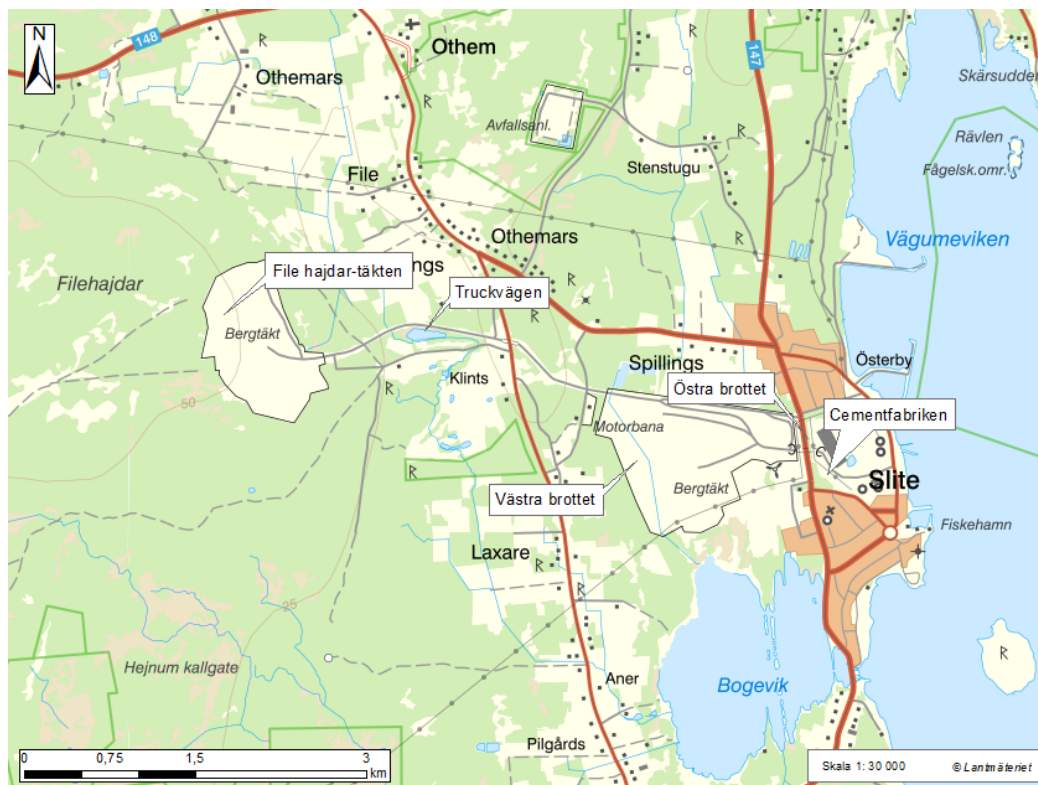 N
148
Othem
147
Othemars
Skärsudden
Avfallsanl.
Rävlen
Stenstugu
Fågelsk.omr.
File
Othemars
Vägumeviken
ngs
File hajdar-täkten
Filehajdar
Truckvägen
Bergtäkt
Österby
Spillings
Klints
Östra brottet
50
Cementfabriken
Motorbana
Slite
Bergtäkt
Västra brottet
Fiskehamn
Laxare
25
Hejnum kallgate
Aner
Bogevik
Pilgårds
0 0,75 1,5 3
km
Skala 1: 30 000 © Lantmäteriet